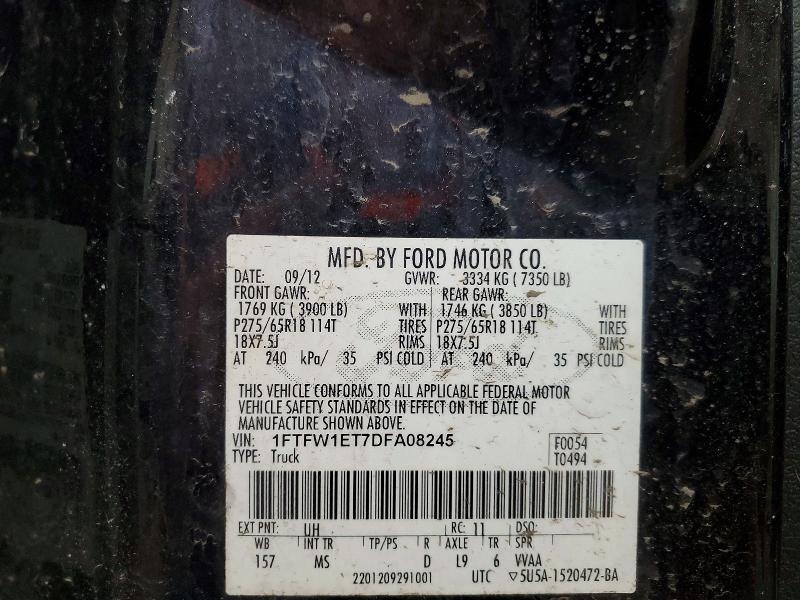 MFD. BY FORD MOTOR CO.
DATE: 09/12 GVWR: 3334 KG ( 7350 LB)
FRONT GAWR: REAR GAWR:
1769 KG ( 3900 LB) WITH 1746 KG ( 3850 LB) WITH
P275/65R18 114T TIRES P275/65R18 114T TIRES
18X7.5J RIMS 18X7.5J RIMS
AT 240 kPa/ 35 PSI COLD AT 240 kPa/ 35 PSI COLD
THIS VEHICLE CONFORMS TO ALL APPLICABLE FEDERAL MOTOR
VEHICLE SAFETY STANDARDS IN EFFECT ON THE DATE OF
MANUFACTURE SHOWN ABOVE.
VIN: 1FTFW1ET7DFA08245 F0054
TYPE: Truck T0494
EXT PNT: UH RC: 11 DSO:
WB INT TR TP/PS R AXLE TR SPR
157 MS D L9 6 VVAA
2201209291001 UTC ▽5U5A-1520472-BA